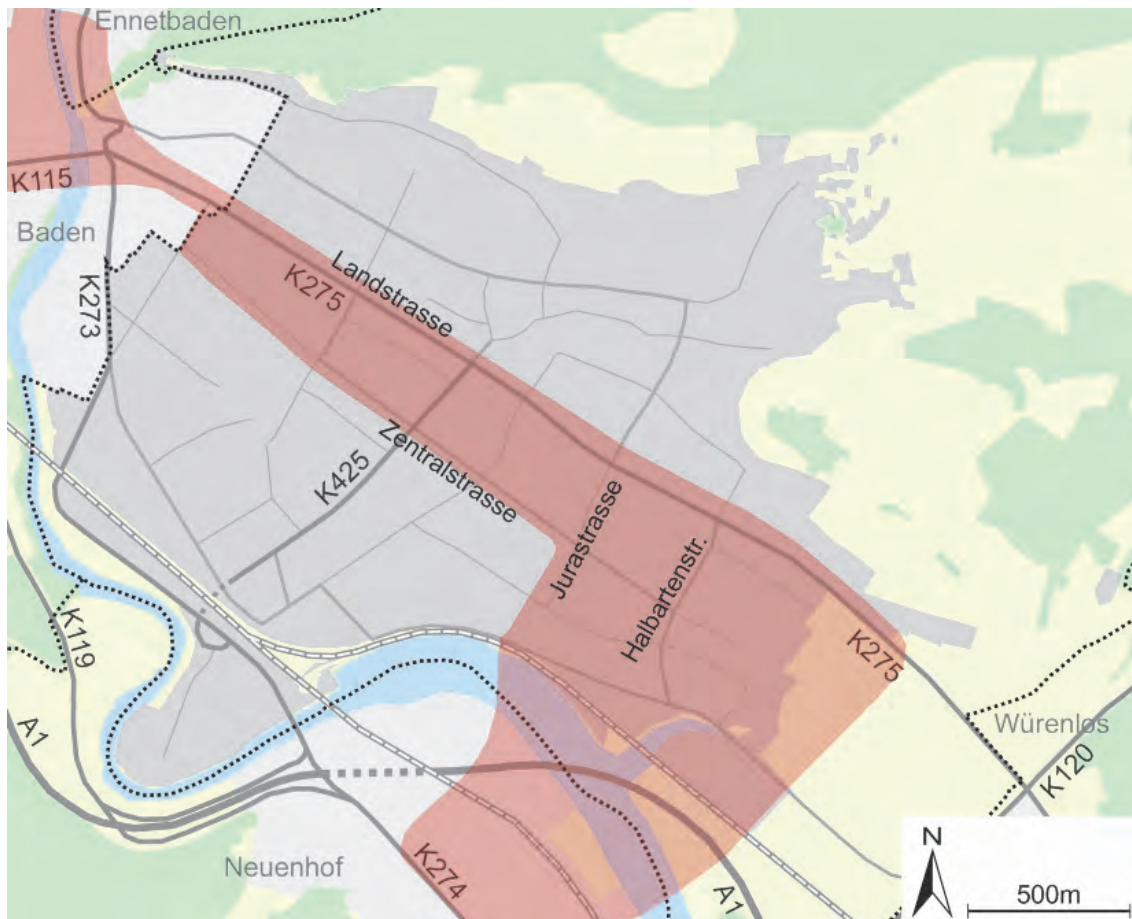 Ennetbaden
K115
Baden
K273
K275
Landstrasse
K425
Zentralstrasse
Jurastrasse
Halbartenstr.
K275
K119
A1
Würenlos
K120
Neuenhof
K274
A1
N
500m